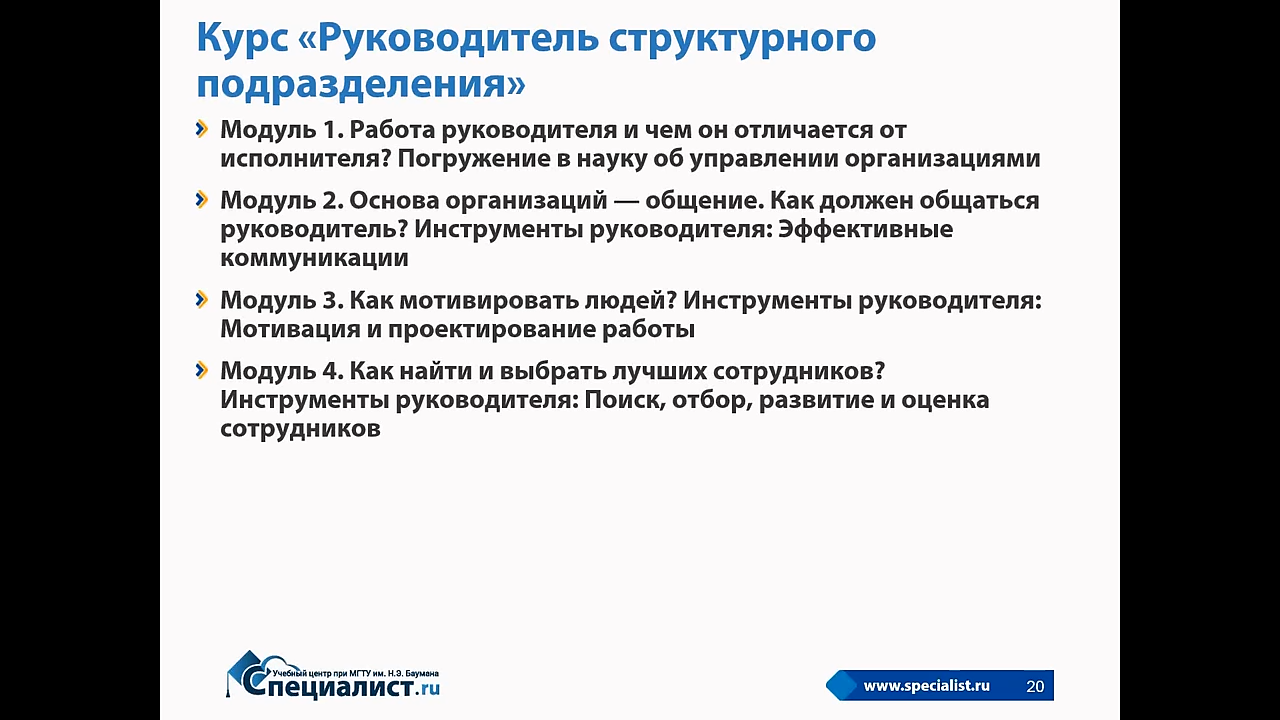 Курс «Руководитель структурного
подразделения»
Модуль 1. Работа руководителя и чем он отличается от
исполнителя? Погружение в науку об управлении организациями
Модуль 2. Основа организаций — общение. Как должен общаться
руководитель? Инструменты руководителя: Эффективные
коммуникации
Модуль 3. Как мотивировать людей? Инструменты руководителя:
Мотивация и проектирование работы
Модуль 4. Как найти и выбрать лучших сотрудников?
Инструменты руководителя: Поиск, отбор, развитие и оценка
сотрудников
Учебный центр при МГТУ им. Н.Э. Баумана
Специалист.ru
www.specialist.ru 20